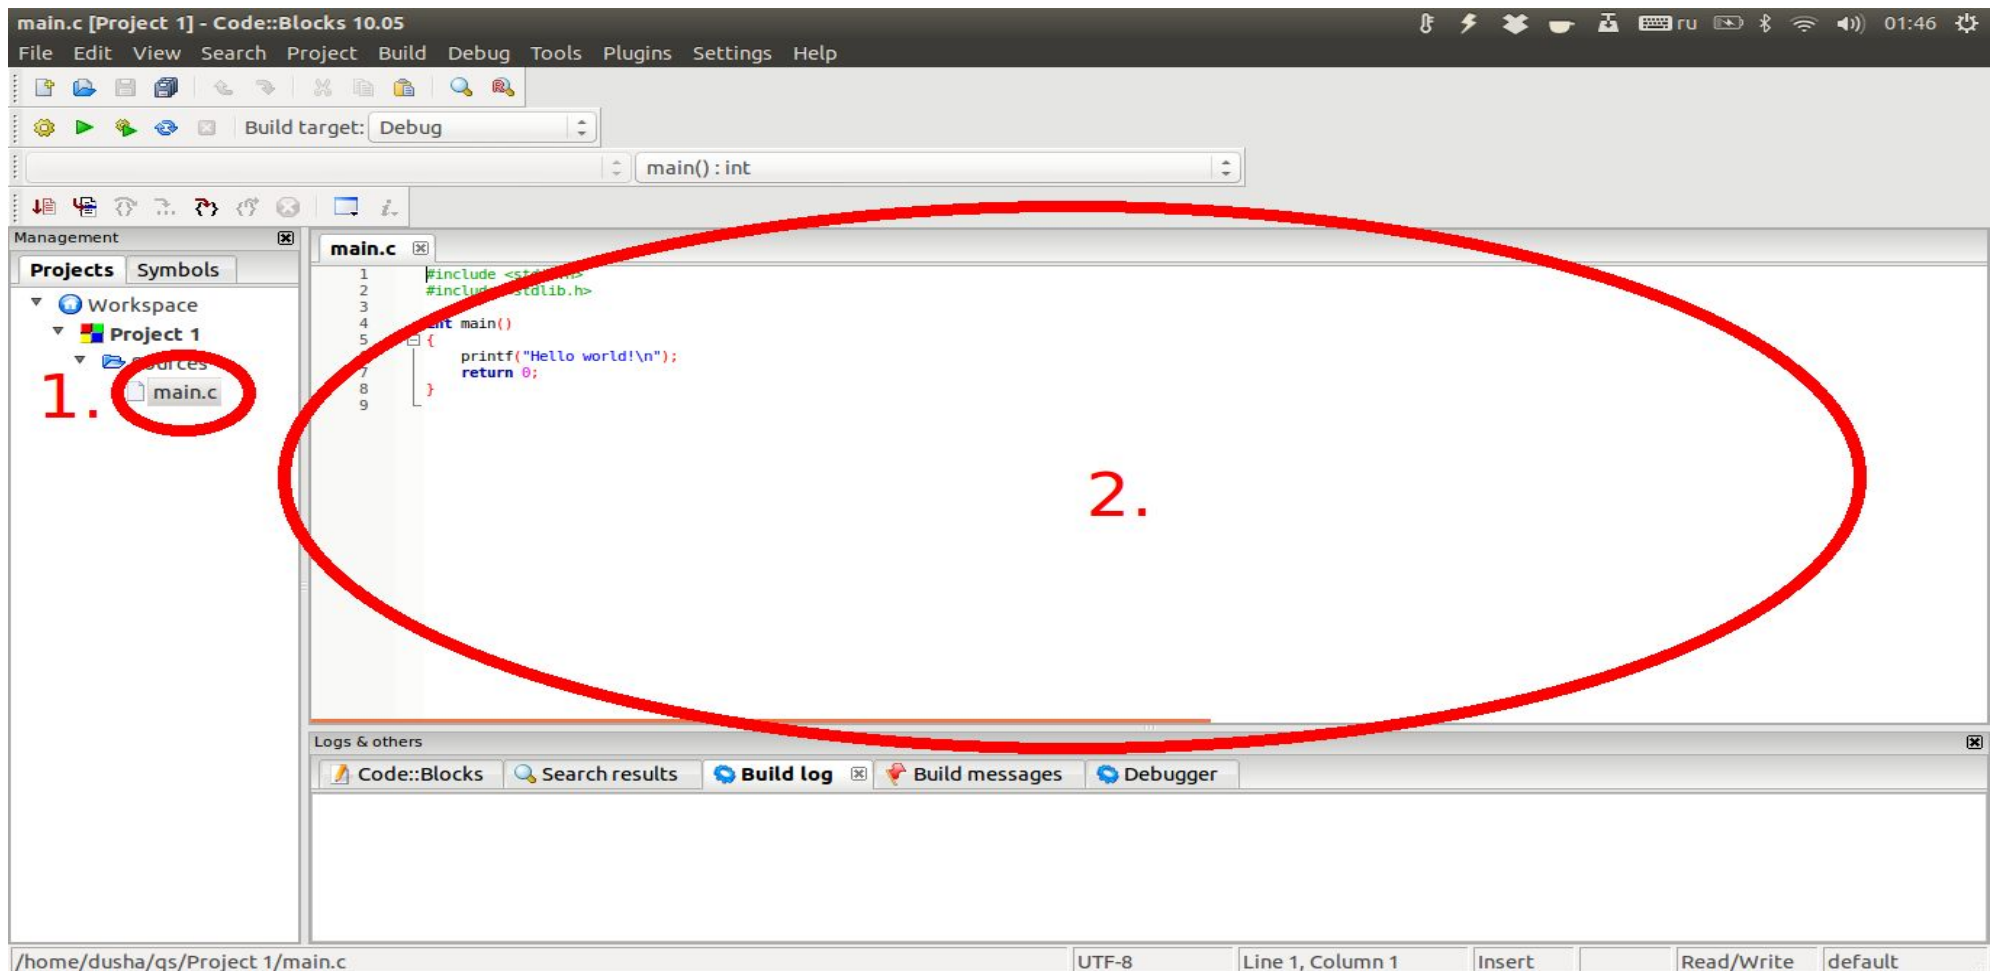 main.c [Project 1] - Code::Blocks 10.05
ru
01:46
File Edit View Search Project Build Debug Tools Plugins Settings Help
Build target: Debug
main() : int
Management
Projects Symbols
Workspace
Project 1
Sources
main.c
1.
main.c
1 #include
2 #include <stdlib.h>
3
4 int main()
5 {
printf("Hello world!\n");
7 return 0;
8 }
9
2.
Logs & others
Code::Blocks Search results Build log Build messages Debugger
/home/dusha/qs/Project 1/main.c UTF-8 Line 1, Column 1 Insert Read/Write default